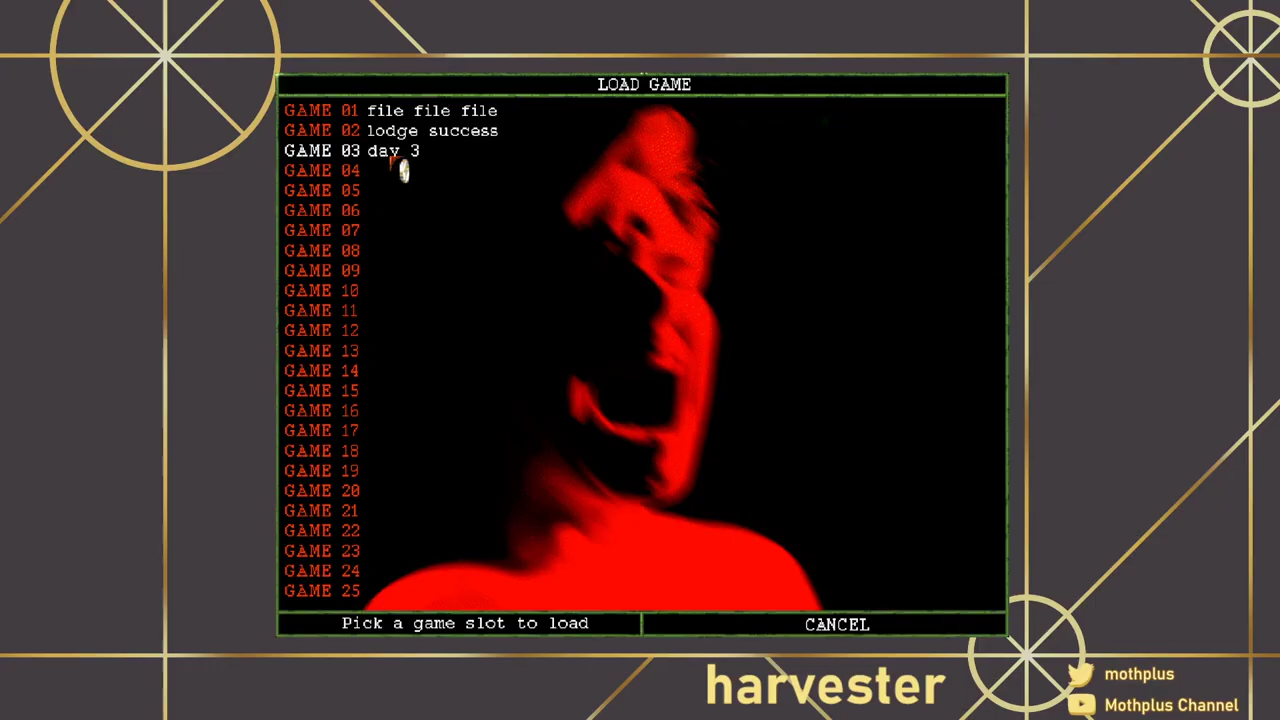 LOAD GAME
GAME 01 file file file
GAME 02 lodge success
GAME 03 day 3
GAME 04
GAME 05
GAME 06
GAME 07
GAME 08
GAME 09
GAME 10
GAME 11
GAME 12
GAME 13
GAME 14
GAME 15
GAME 16
GAME 17
GAME 18
GAME 19
GAME 20
GAME 21
GAME 22
GAME 23
GAME 24
GAME 25
Pick a game slot to load
CANCEL
harvester
mothplus
Mothplus Channel